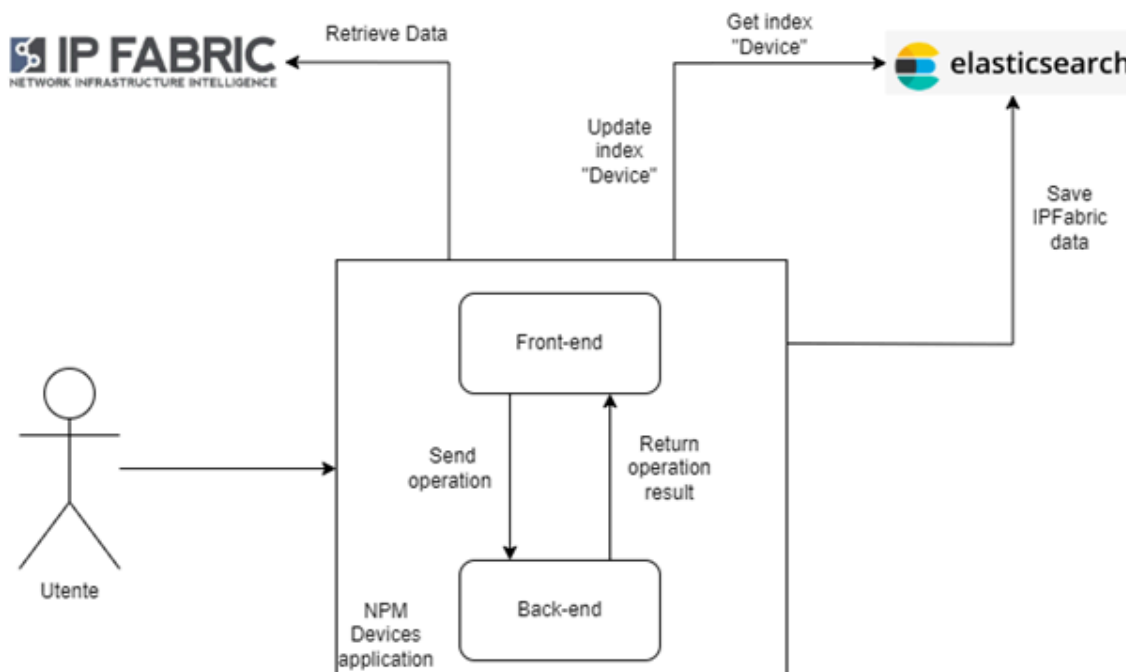 IP FABRIC
NETWORK INFRASTRUCTURE INTELLIGENCE
Retrieve Data
Get index
"Device"
elasticsearch
Update
index
"Device"
Save
IPFabric
data
Front-end
Send
operation
Return
operation
result
Utente
Back-end
NPM
Devices
application